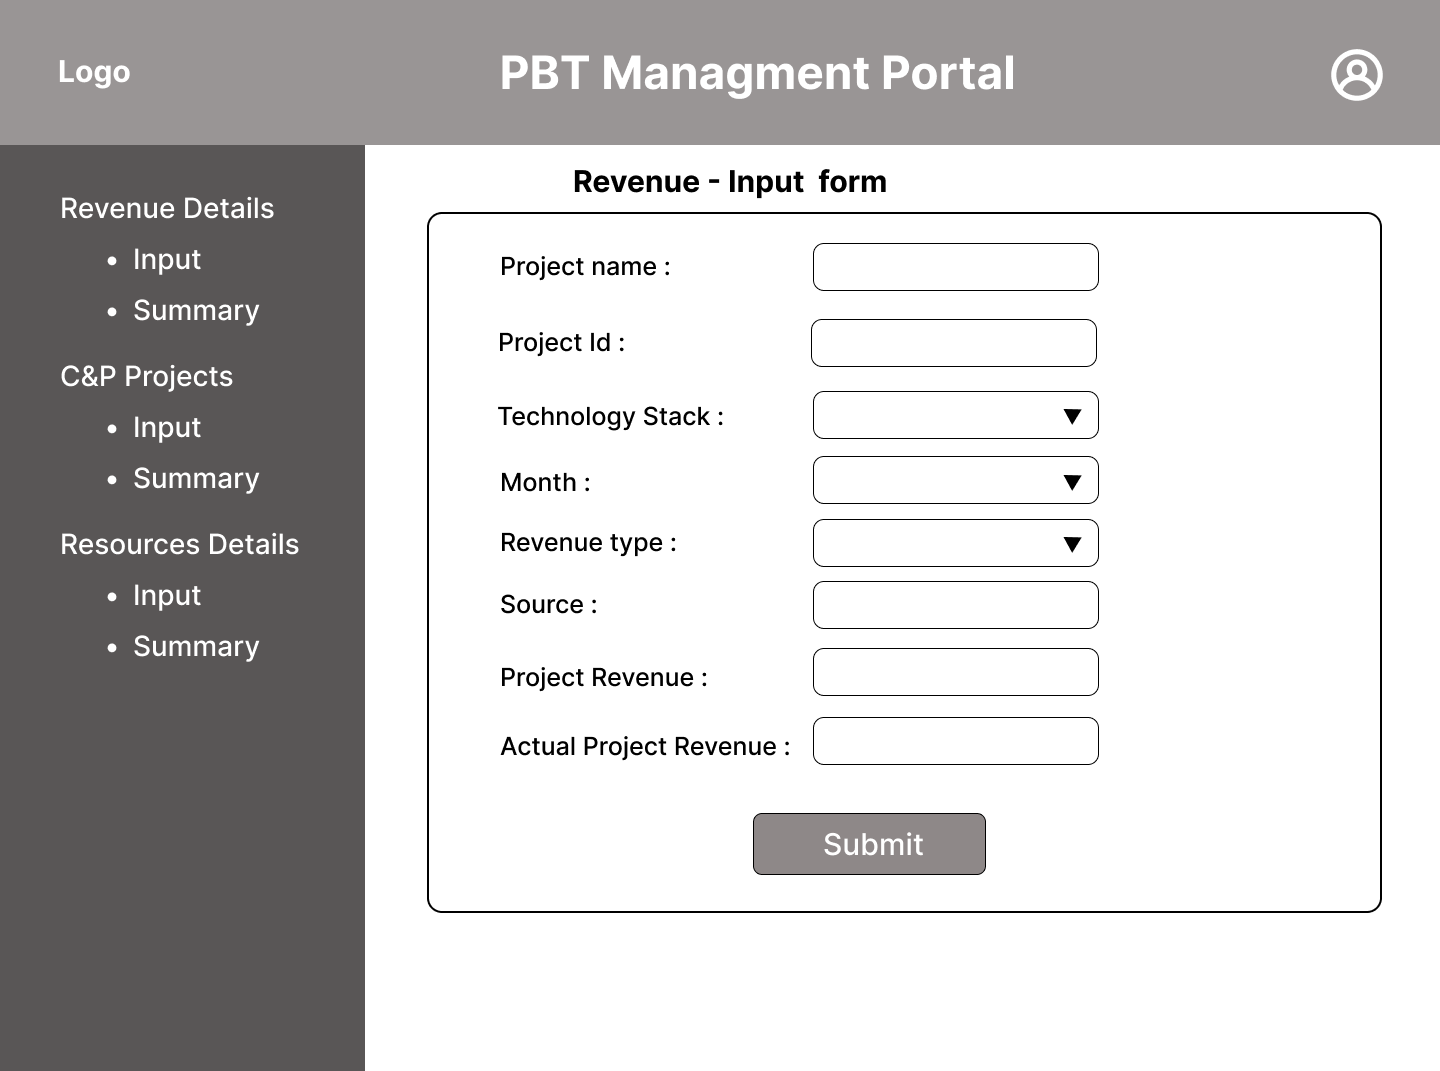 Logo
PBT Managment Portal
Revenue Details
• Input
• Summary
C&P Projects
• Input
• Summary
Resources Details
• Input
• Summary
Revenue - Input  form
Project name :
Project Id :
Technology Stack :
Month :
Revenue type :
Source :
Project Revenue :
Actual Project Revenue :
Submit